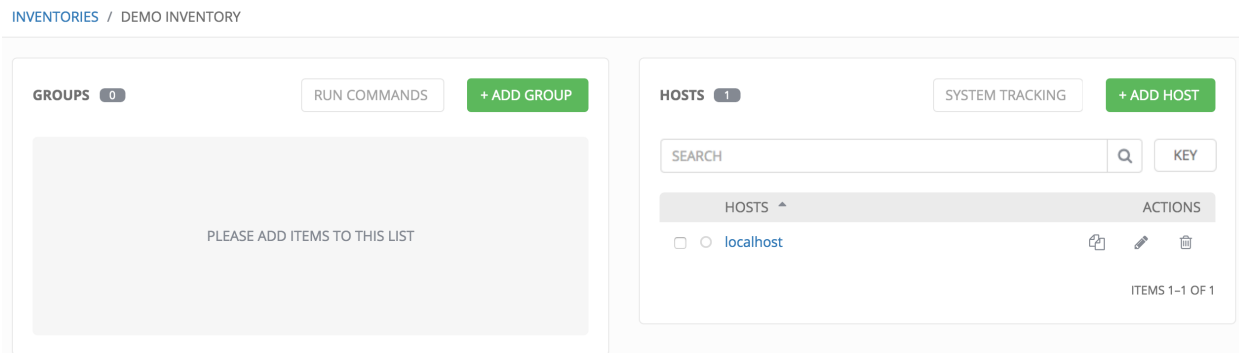 INVENTORIES / DEMO INVENTORY
GROUPS 0 RUN COMMANDS + ADD GROUP
PLEASE ADD ITEMS TO THIS LIST
HOSTS 1 SYSTEM TRACKING + ADD HOST
SEARCH KEY
HOSTS ACTIONS
localhost
ITEMS 1–1 OF 1